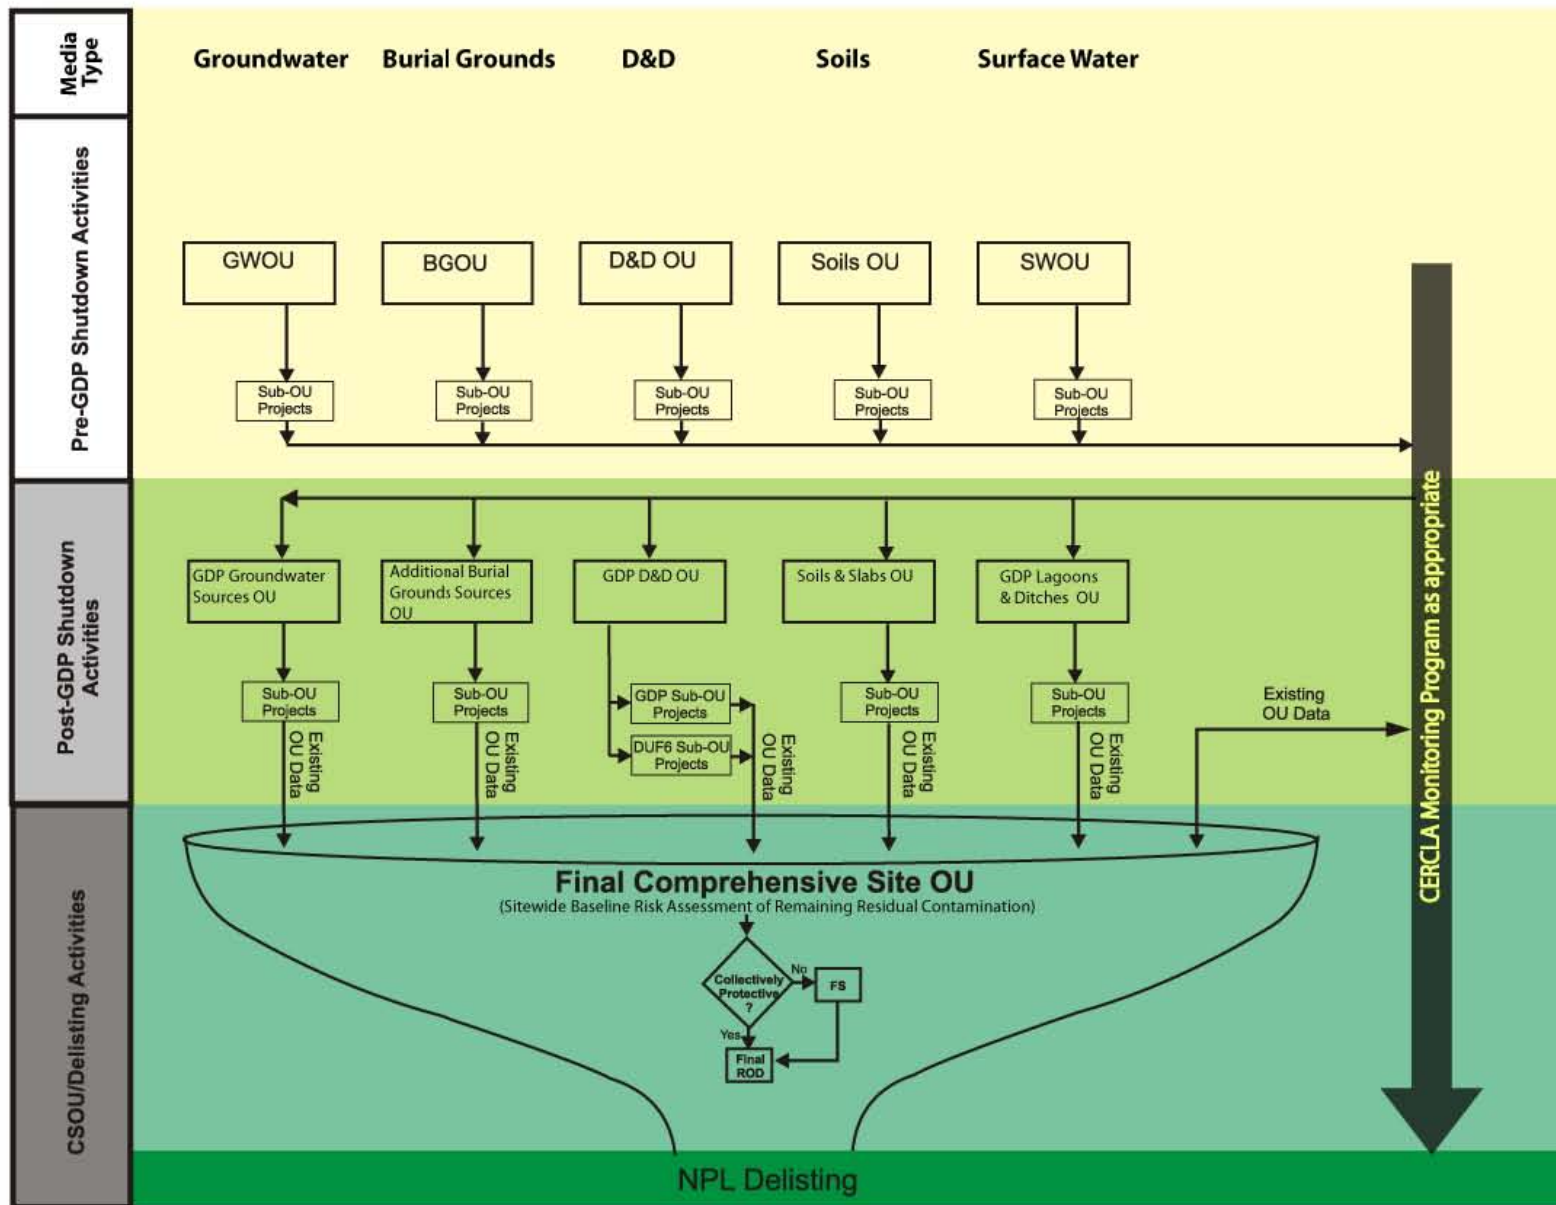 Media
Type
Groundwater
Burial Grounds
D&D
Soils
Surface Water
Pre-GDP Shutdown Activities
GWOU
BGOU
D&D OU
Soils OU
SWOU
Sub-OU
Projects
Sub-OU
Projects
Sub-OU
Projects
Sub-OU
Projects
Sub-OU
Projects
CERCLA Monitoring Program as appropriate
Post-GDP Shutdown
Activities
GDP Groundwater
Sources OU
Additional Burial
Grounds Sources
OU
GDP D&D OU
Soils & Slabs OU
GDP Lagoons
& Ditches OU
Sub-OU
Projects
Sub-OU
Projects
GDP Sub-OU
Projects
DUF6 Sub-OU
Projects
Sub-OU
Projects
Sub-OU
Projects
Existing
OU Data
Existing
OU Data
Existing
OU Data
Existing
OU Data
Existing
OU Data
Existing
OU Data
CSOU/Delisting Activities
Final Comprehensive Site OU
(Sitewide Baseline Risk Assessment of Remaining Residual Contamination)
Collectively
Protective
?
No
FS
Yes
Final
ROD
NPL Delisting